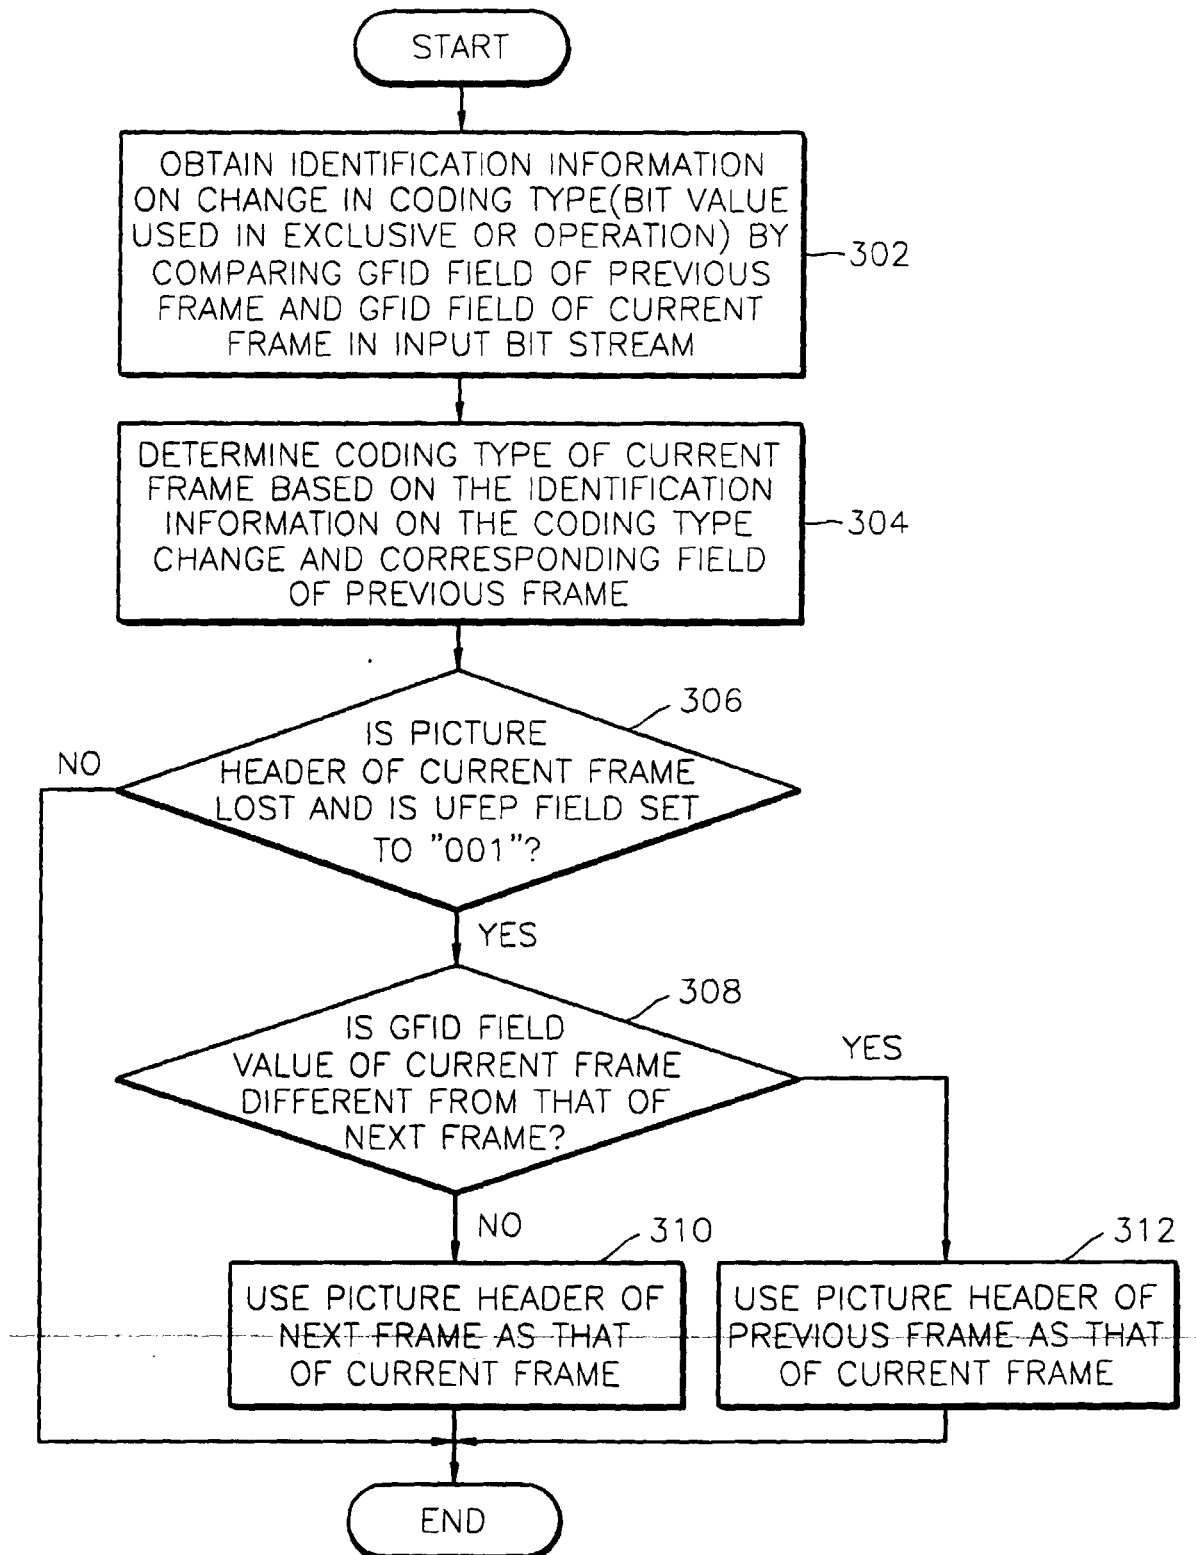 START
OBTAIN IDENTIFICATION INFORMATION
ON CHANGE IN CODING TYPE(BIT VALUE
USED IN EXCLUSIVE OR OPERATION) BY
COMPARING GFID FIELD OF PREVIOUS
FRAME AND GFID FIELD OF CURRENT
FRAME IN INPUT BIT STREAM
302
DETERMINE CODING TYPE OF CURRENT
FRAME BASED ON THE IDENTIFICATION
INFORMATION ON THE CODING TYPE
CHANGE AND CORRESPONDING FIELD
OF PREVIOUS FRAME
304
306
IS PICTURE
HEADER OF CURRENT FRAME
LOST AND IS UFEP FIELD SET
TO "001"?
NO
YES
308
IS GFID FIELD
VALUE OF CURRENT FRAME
DIFFERENT FROM THAT OF
NEXT FRAME?
YES
NO
310
USE PICTURE HEADER OF
NEXT FRAME AS THAT
OF CURRENT FRAME
312
USE PICTURE HEADER OF
PREVIOUS FRAME AS THAT
OF CURRENT FRAME
END